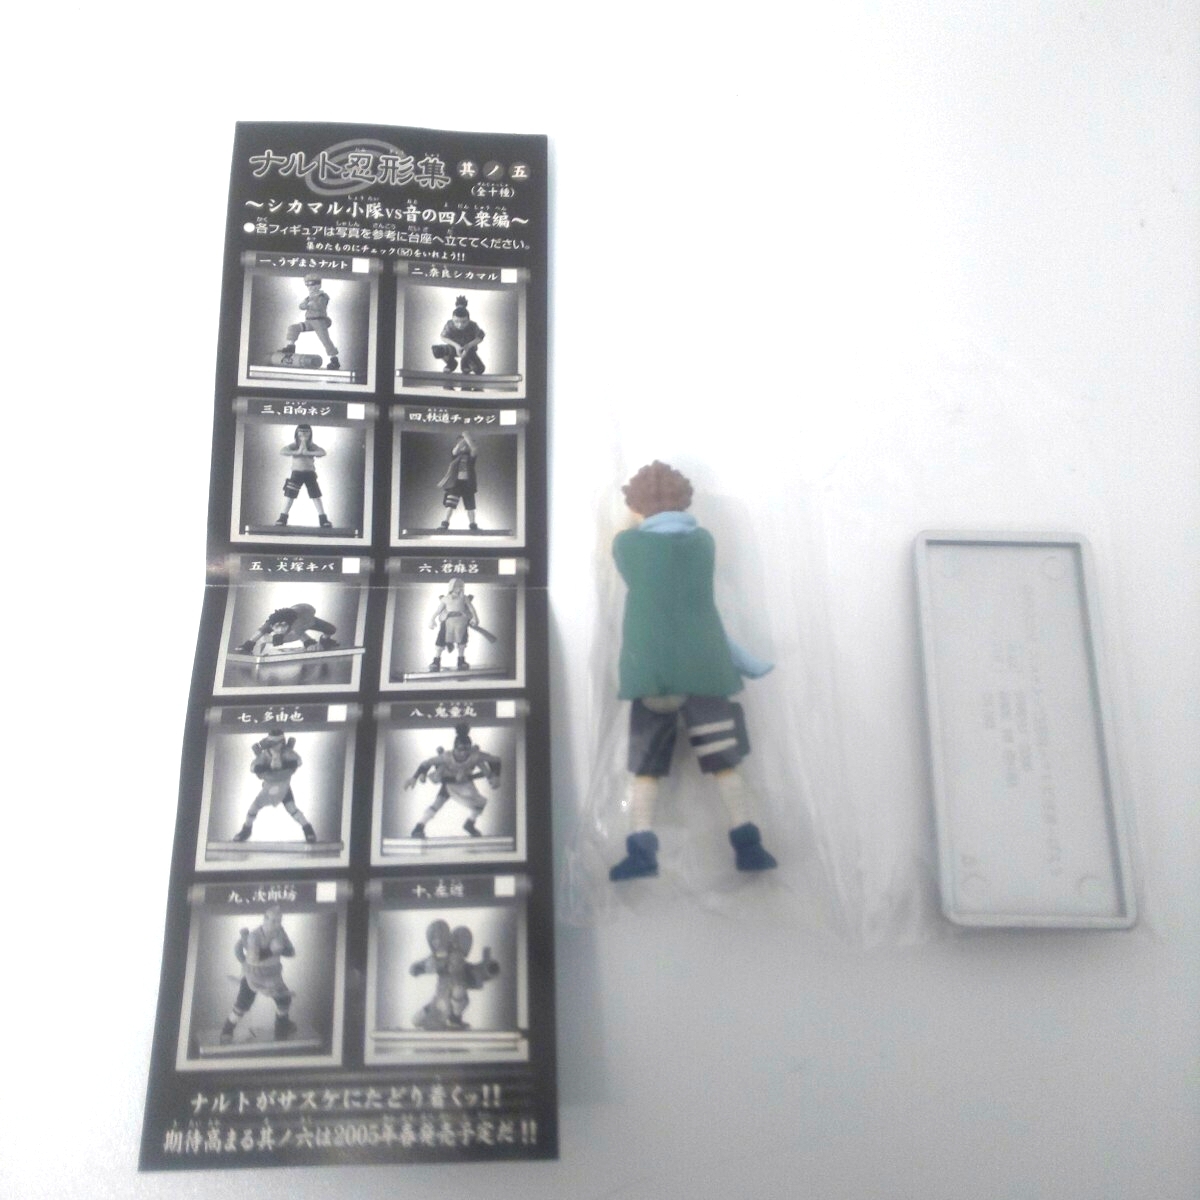 ナルト忍形集 其ノ五
(全十種)
～シカマル小隊vs音の四人衆編～
●各フィギュアは写真を参考に台座へ立ててください。
集めたものにチェック(☑)をいれよう!!
一、うずまきナルト
二、奈良シカマル
三、日向ネジ
四、秋道チョウジ
五、犬塚キバ
六、君麻呂
七、多由也
八、鬼童丸
九、次郎坊
十、左近
ナルトがサスケにたどり着くッ!!
期待高まる其ノ六は2005年春発売予定だ!!